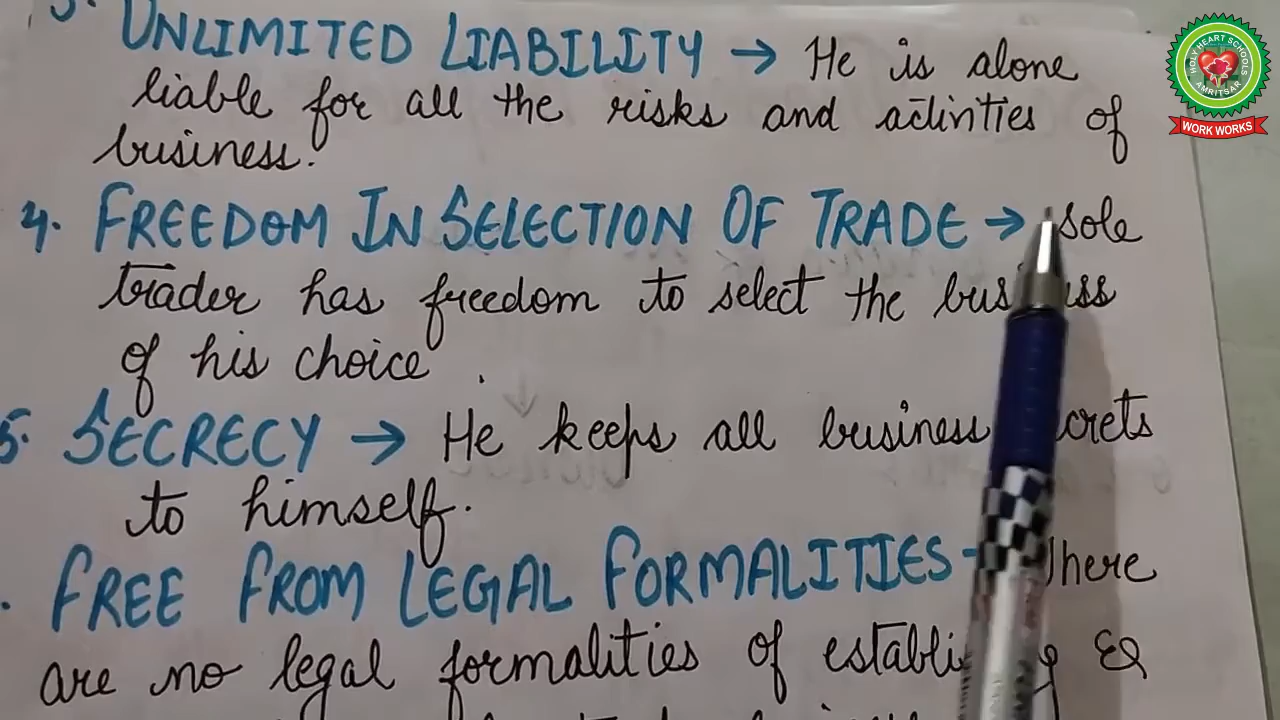 UNLIMITED LIABILITY → He is alone
liable for all the risks and activities of
business.
4. FREEDOM IN SELECTION OF TRADE → sole
trader has freedom to select the
of his choice.
5. SECRECY → He keeps all business
to himself.
FREE FROM LEGAL FORMALITIES - There
are no legal formalities of &
HOLY HEART SCHOOLS
AMRITSAR
WORK WORKS